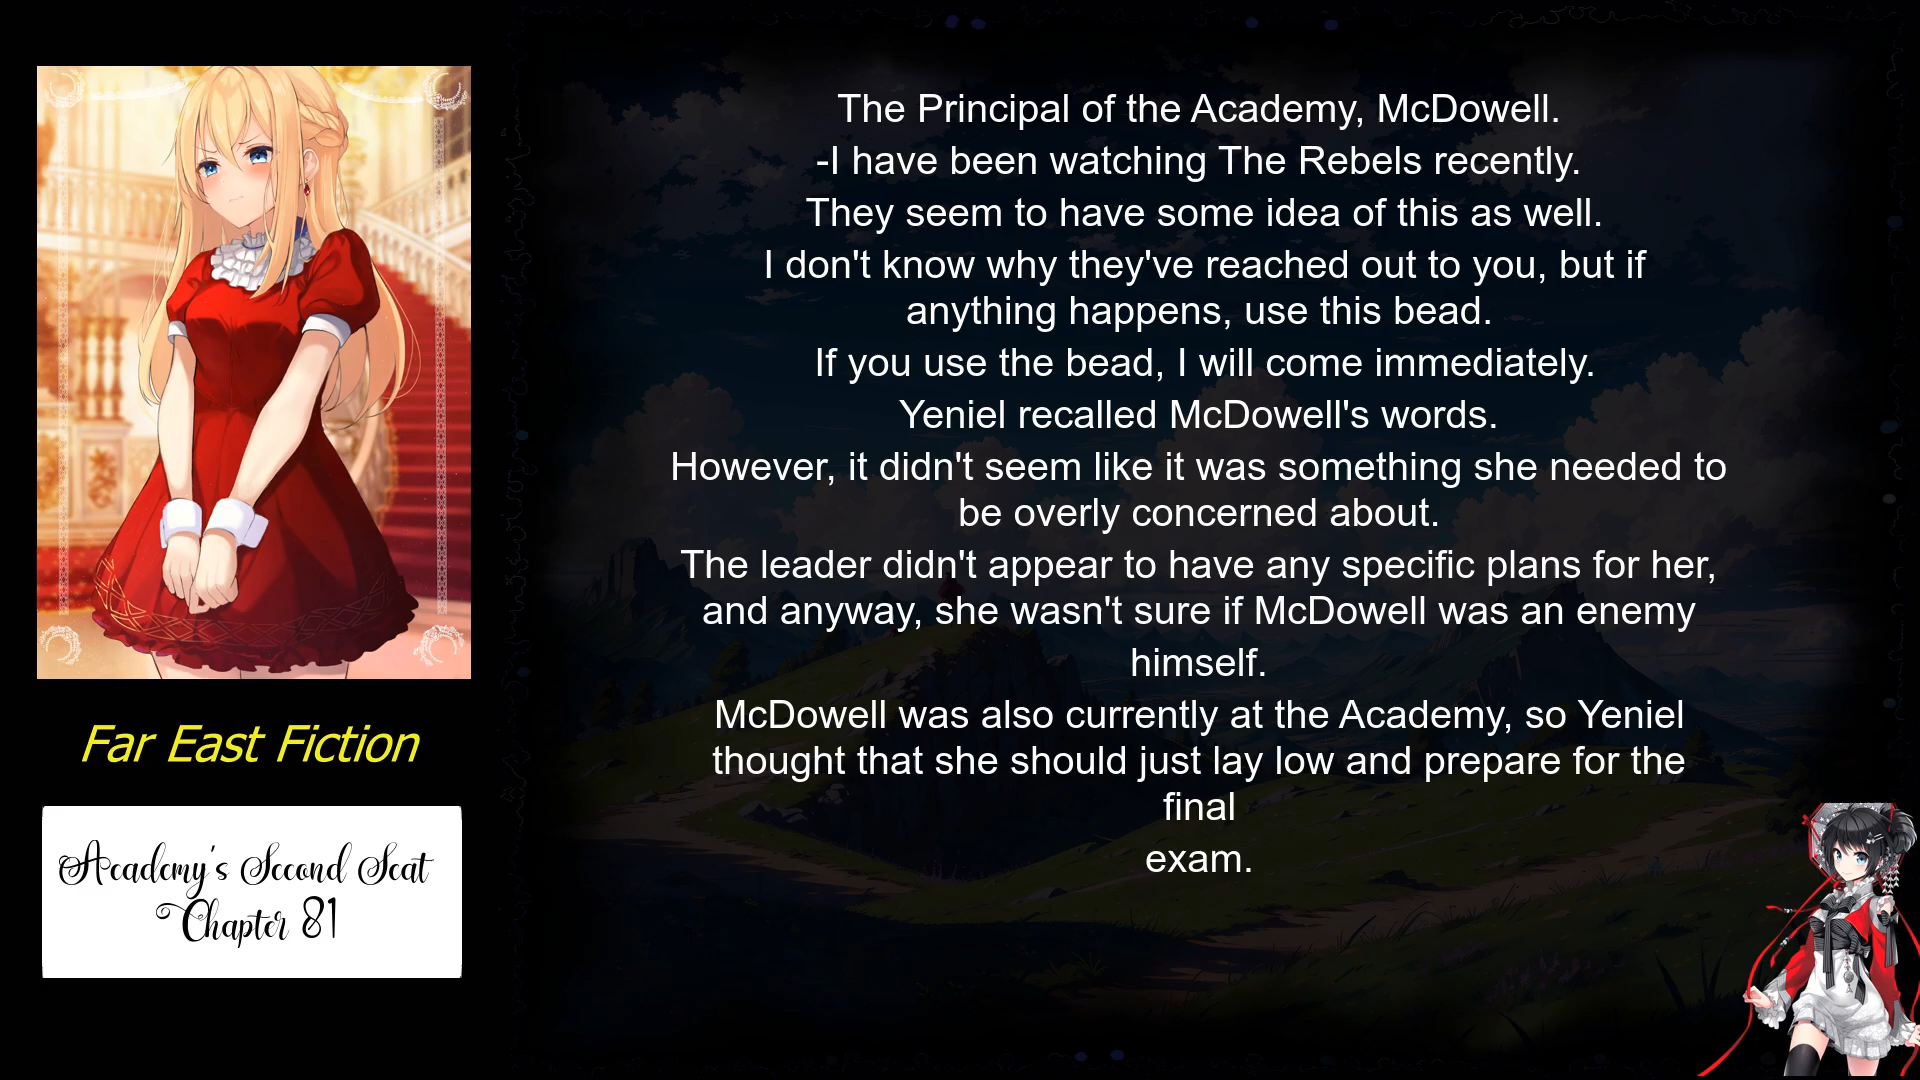 The Principal of the Academy, McDowell.
-I have been watching The Rebels recently.
They seem to have some idea of this as well.
I don't know why they've reached out to you, but if
anything happens, use this bead.
If you use the bead, I will come immediately.
Yeniel recalled McDowell's words.
However, it didn't seem like it was something she needed to
be overly concerned about.
The leader didn't appear to have any specific plans for her,
and anyway, she wasn't sure if McDowell was an enemy
himself.
McDowell was also currently at the Academy, so Yeniel
thought that she should just lay low and prepare for the
final
exam.
Far East Fiction
Academy's Second Seat
Chapter 81